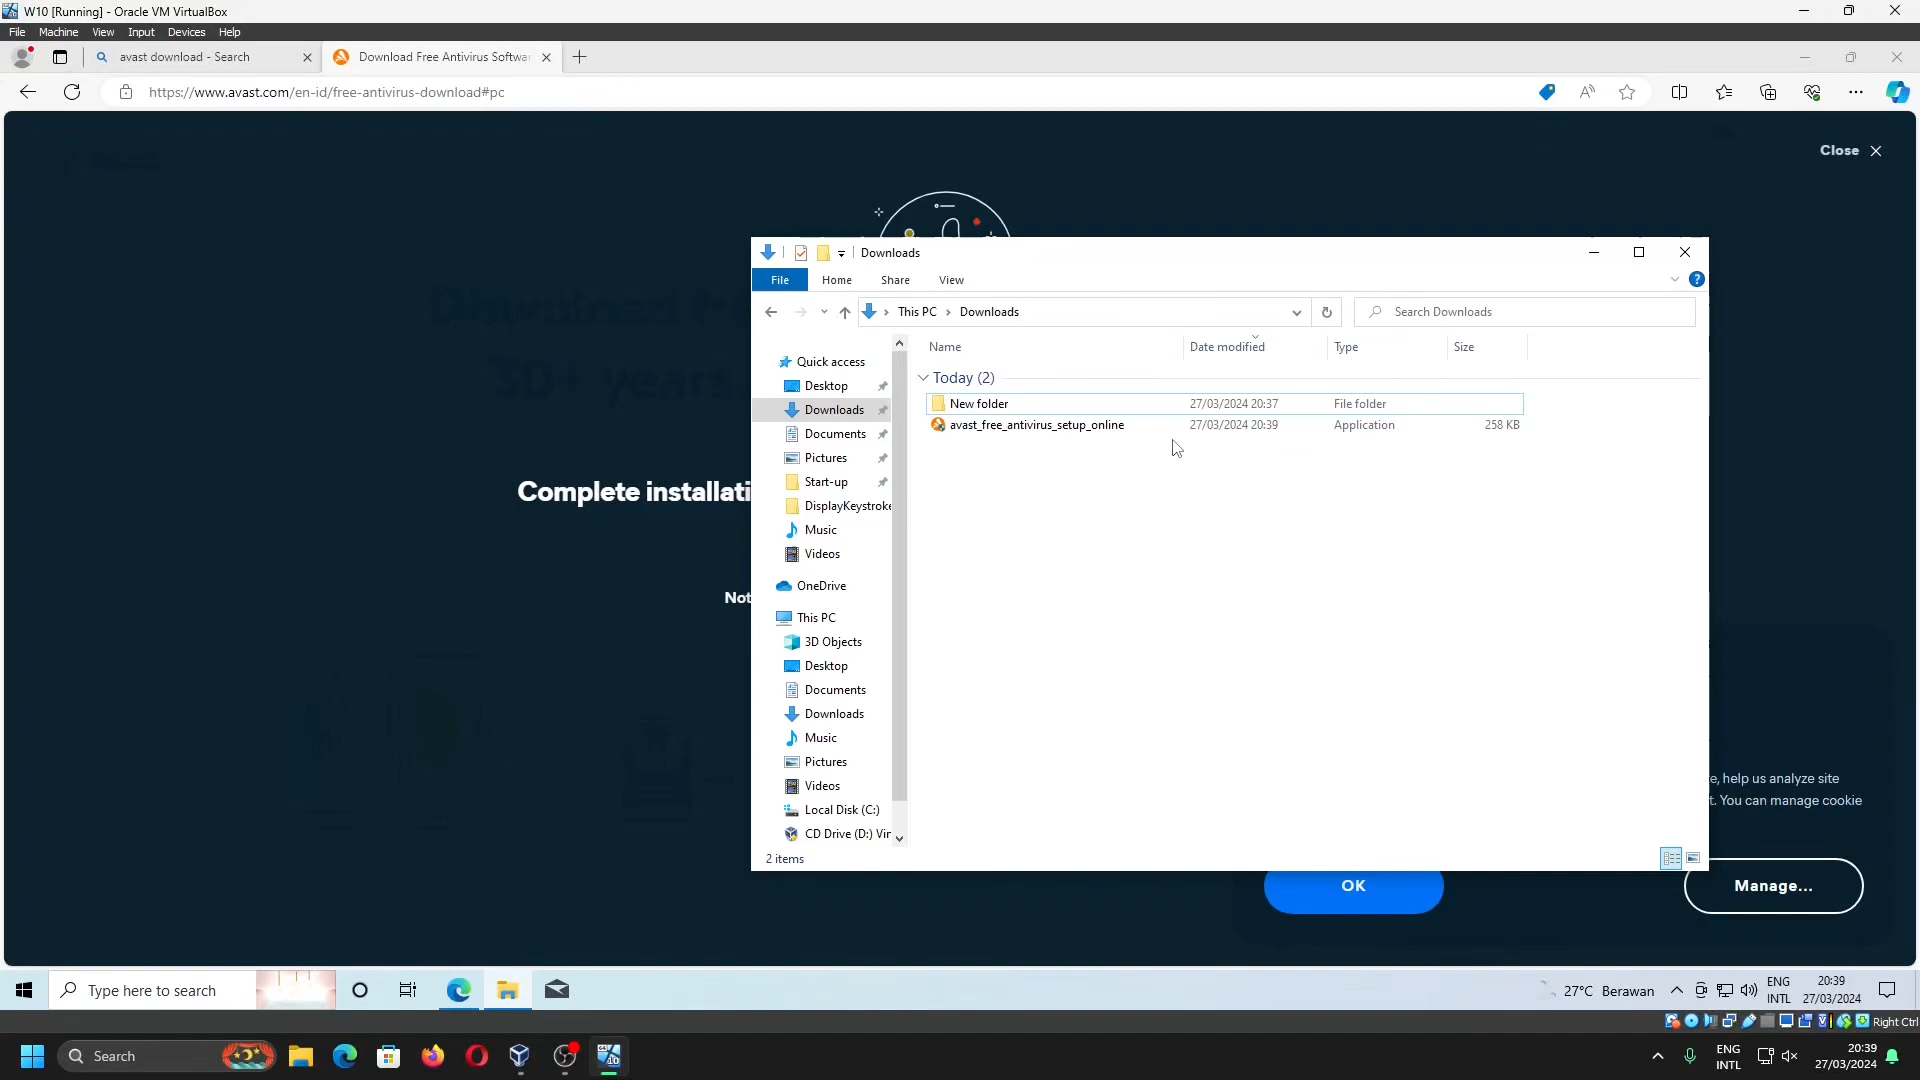 W10 [Running] - Oracle VM VirtualBox
File Machine View Input Devices Help
avast download - Search
Download Free Antivirus Softwar
https://www.avast.com/en-id/free-antivirus-download#pc
Close
Downloads
File Home Share View
This PC > Downloads
Search Downloads
Name Date modified Type Size
Quick access
Today (2)
Desktop
New folder 27/03/2024 20:37 File folder
Downloads
avast_free_antivirus_setup_online 27/03/2024 20:39 Application 258 KB
Documents
Pictures
Start-up
Complete installati
DisplayKeystroke
Music
Videos
OneDrive
Not
This PC
3D Objects
Desktop
Documents
Downloads
Music
Pictures
Videos
e, help us analyze site
t. You can manage cookie
Local Disk (C:)
CD Drive (D:) Vir
2 items
OK
Manage...
Download
30+ years
Type here to search
27°C Berawan
ENG
INTL
20:39
27/03/2024
Right Ctrl
Search
ENG
INTL
20:39
27/03/2024